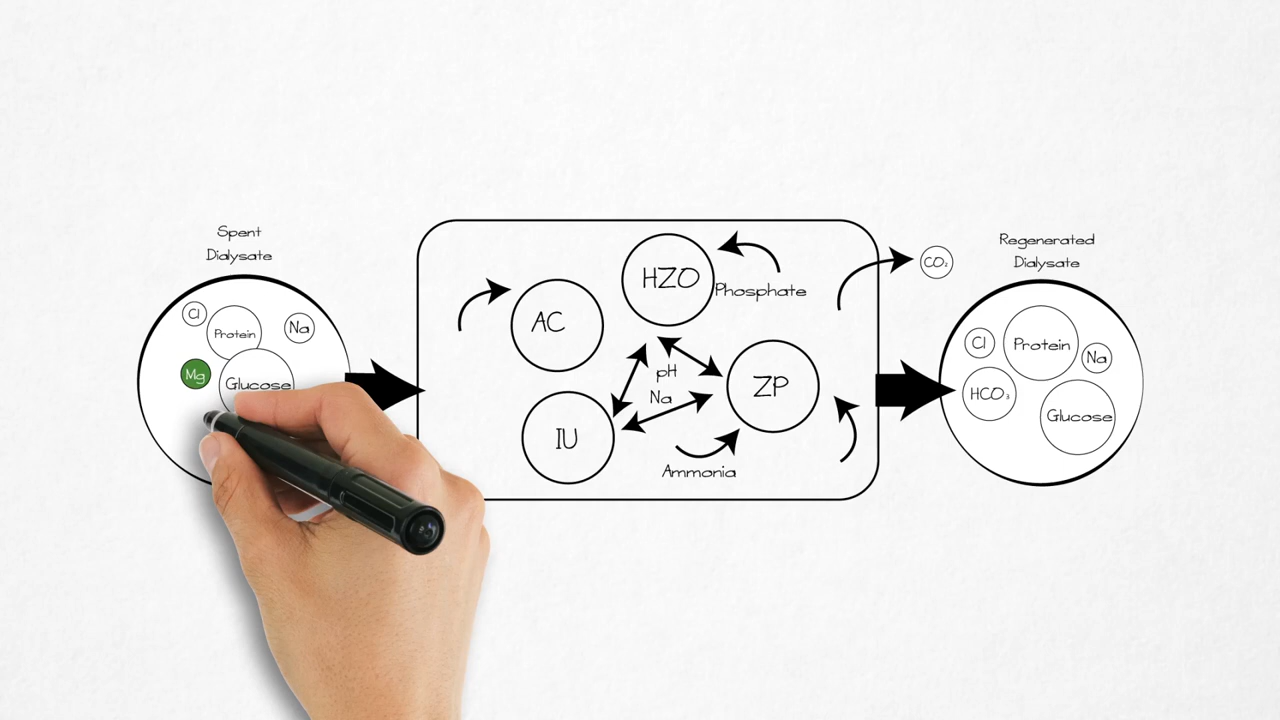 Spent
Dialysate
Cl
Protein
Na
Mg
Glucose
AC
HZO
Phosphate
pH
Na
ZP
IU
Ammonia
CO₂
Regenerated
Dialysate
Cl
Protein
Na
HCO₃
Glucose